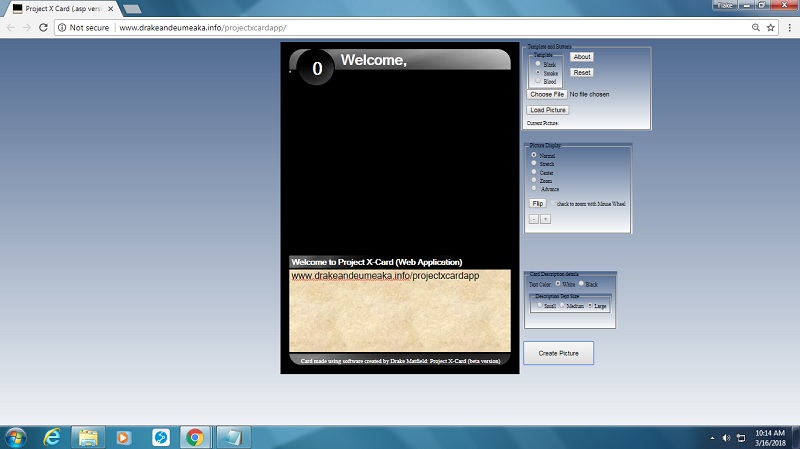 Project X Card (.asp versi
Flake
Not secure | www.drakeandeumeaka.info/projectxcardapp/
0
Welcome,
Welcome to Project X-Card (Web Application)
www.drakeandeumeaka.info/projectxcardapp
Card made using software created by Drake Matfield: Project X-Card (beta version)
Template and Buttons
Template
Blank
Smoke
Blood
About
Reset
Choose File No file chosen
Load Picture
Current Picture:
Picture Display
Normal
Stretch
Center
Zoom
Advance
Flip check to zoom with Mouse Wheel
- +
Card Description details
Text Color White Black
Description Text Size
Small Medium Large
Create Picture
10:14 AM
3/16/2018